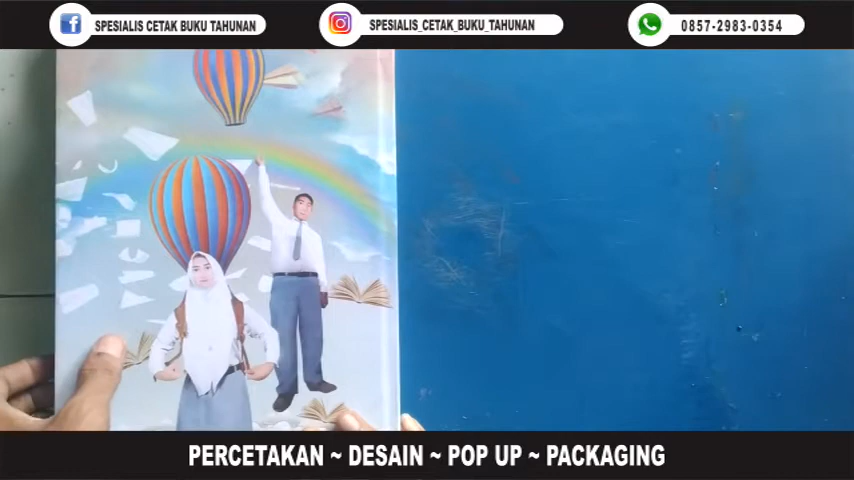 SPESIALIS CETAK BUKU TAHUNAN
SPESIALIS_CETAK_BUKU_TAHUNAN
0857-2983-0354
PERCETAKAN ~ DESAIN ~ POP UP ~ PACKAGING